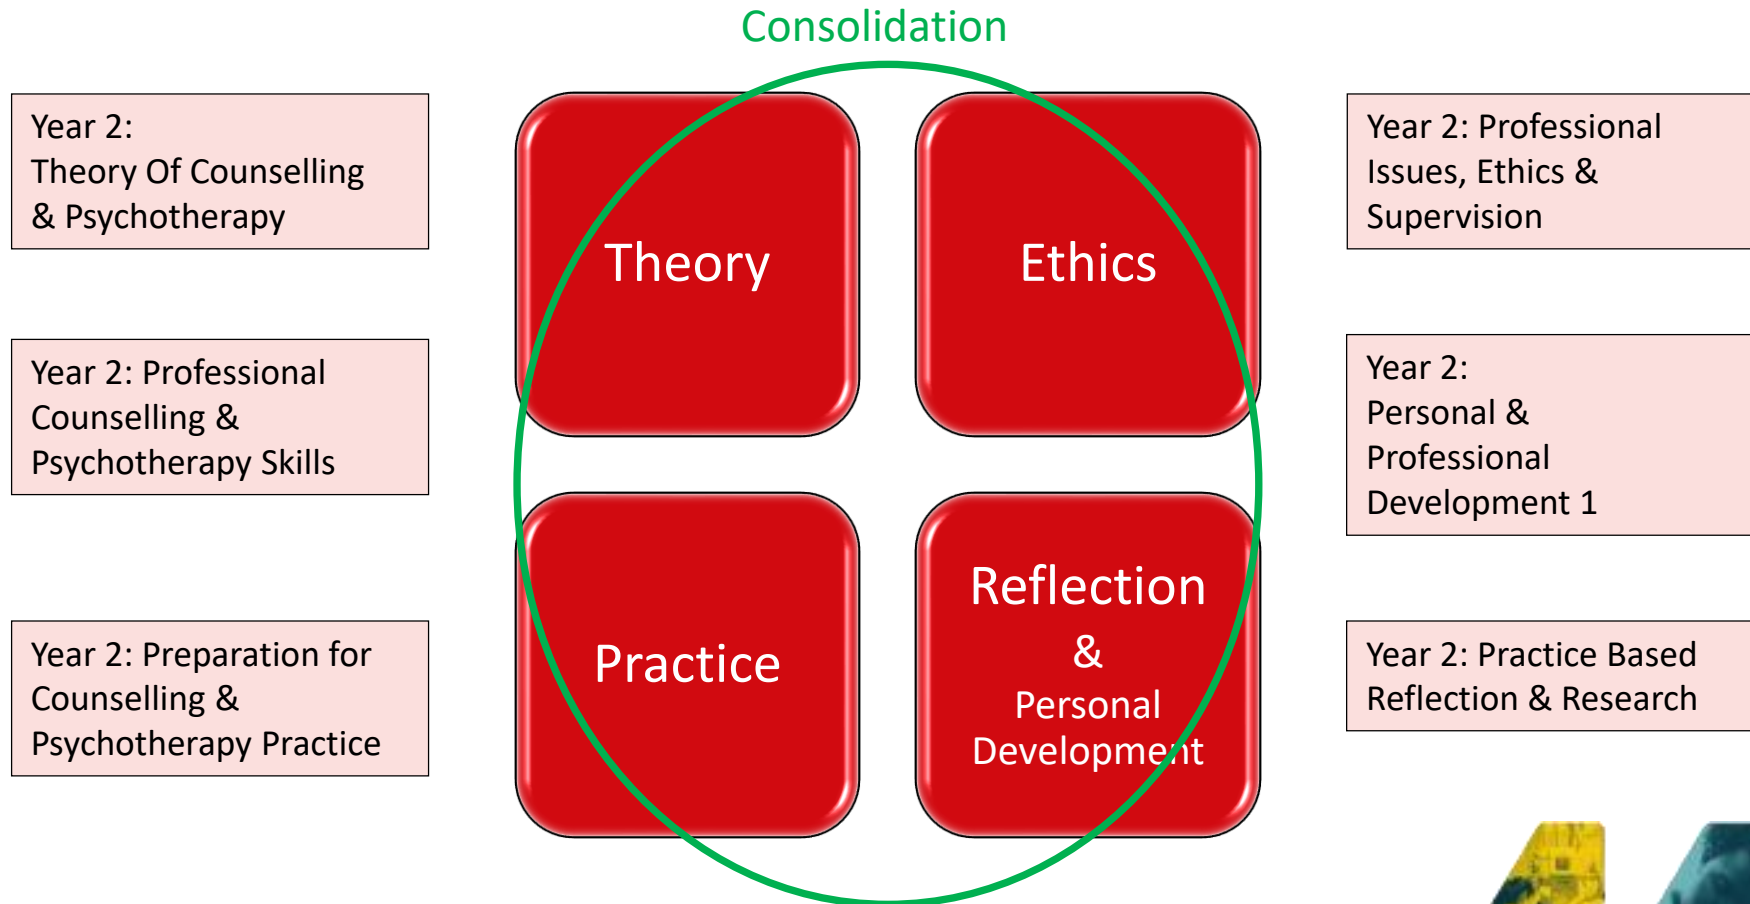 Consolidation
Year 2:
Theory Of Counselling
& Psychotherapy
Year 2: Professional
Counselling &
Psychotherapy Skills
Year 2: Preparation for
Counselling &
Psychotherapy Practice
Theory
Ethics
Practice
Reflection
&
Personal
Development
Year 2: Professional
Issues, Ethics &
Supervision
Year 2:
Personal &
Professional
Development 1
Year 2: Practice Based
Reflection & Research